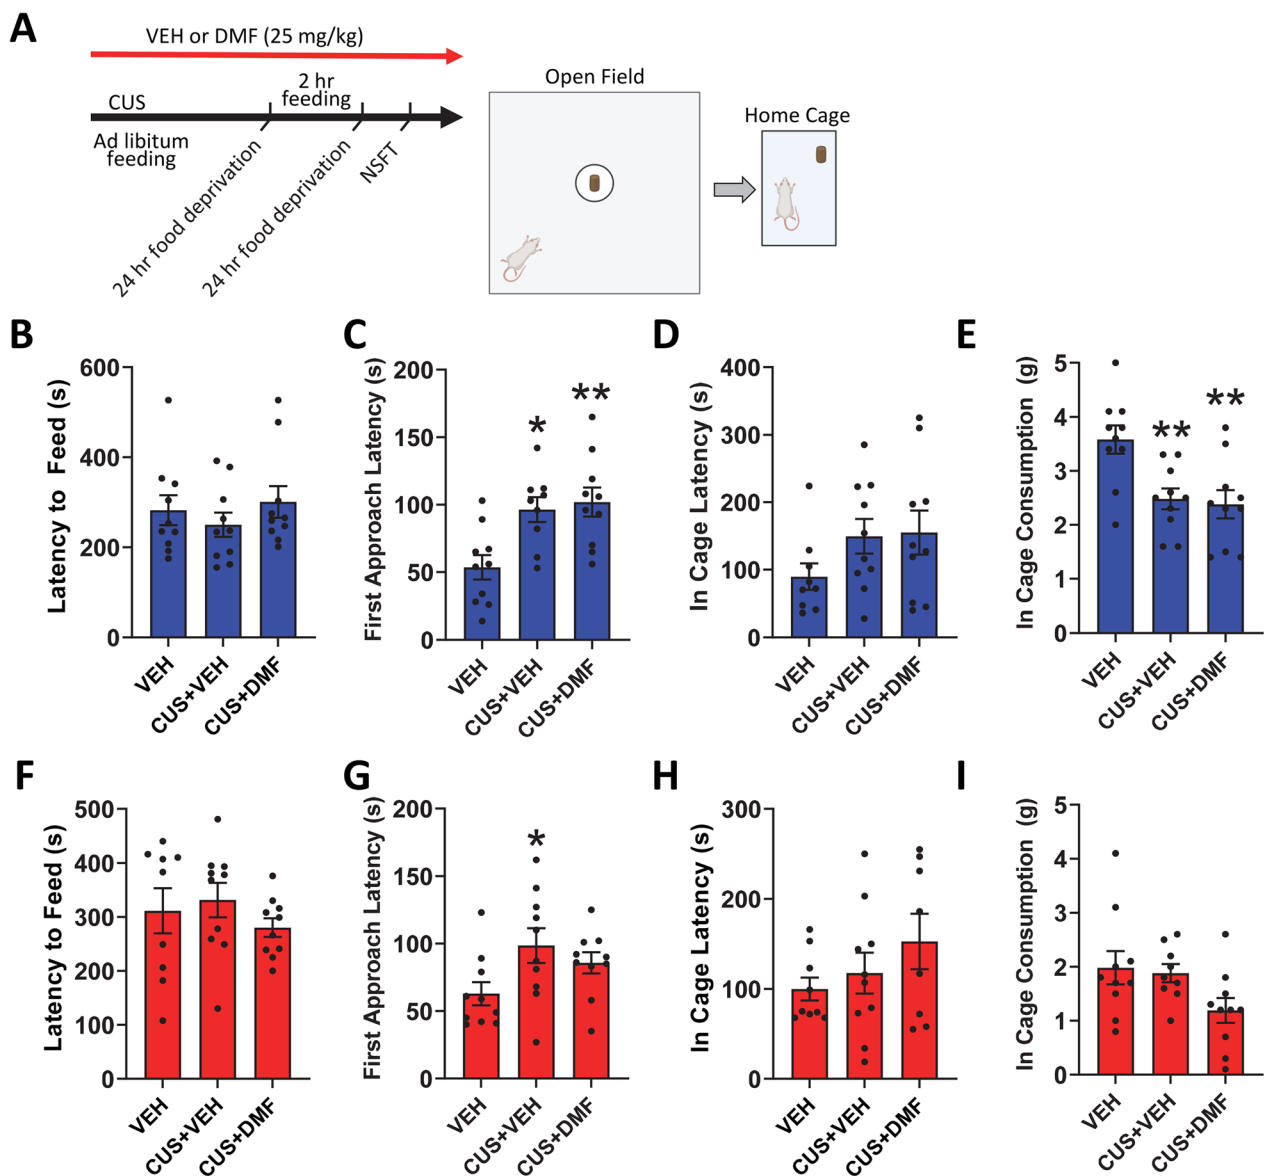 A
VEH or DMF (25 mg/kg)
CUS
2 hr
feeding
Ad libitum
feeding
24 hr food deprivation
24 hr food deprivation
NSFT
Open Field
Home Cage
B
Latency to Feed (s)
600
400
200
0
VEH
CUS+VEH
CUS+DMF
C
First Approach Latency (s)
200
150
100
50
0
*
**
VEH
CUS+VEH
CUS+DMF
D
In Cage Latency (s)
400
300
200
100
0
VEH
CUS+VEH
CUS+DMF
E
In Cage Consumption (g)
5
4
3
2
1
0
**
**
VEH
CUS+VEH
CUS+DMF
F
Latency to Feed (s)
500
400
300
200
100
0
VEH
CUS+VEH
CUS+DMF
G
First Approach Latency (s)
200
150
100
50
0
*
VEH
CUS+VEH
CUS+DMF
H
In Cage Latency (s)
300
200
100
0
VEH
CUS+VEH
CUS+DMF
I
In Cage Consumption (g)
5
4
3
2
1
0
VEH
CUS+VEH
CUS+DMF